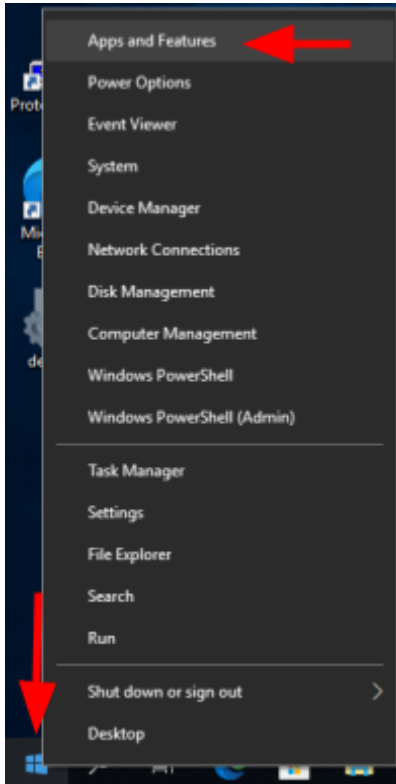 Apps and Features
Power Options
Event Viewer
System
Device Manager
Network Connections
Disk Management
Computer Management
Windows PowerShell
Windows PowerShell (Admin)
Task Manager
Settings
File Explorer
Search
Run
Shut down or sign out
Desktop